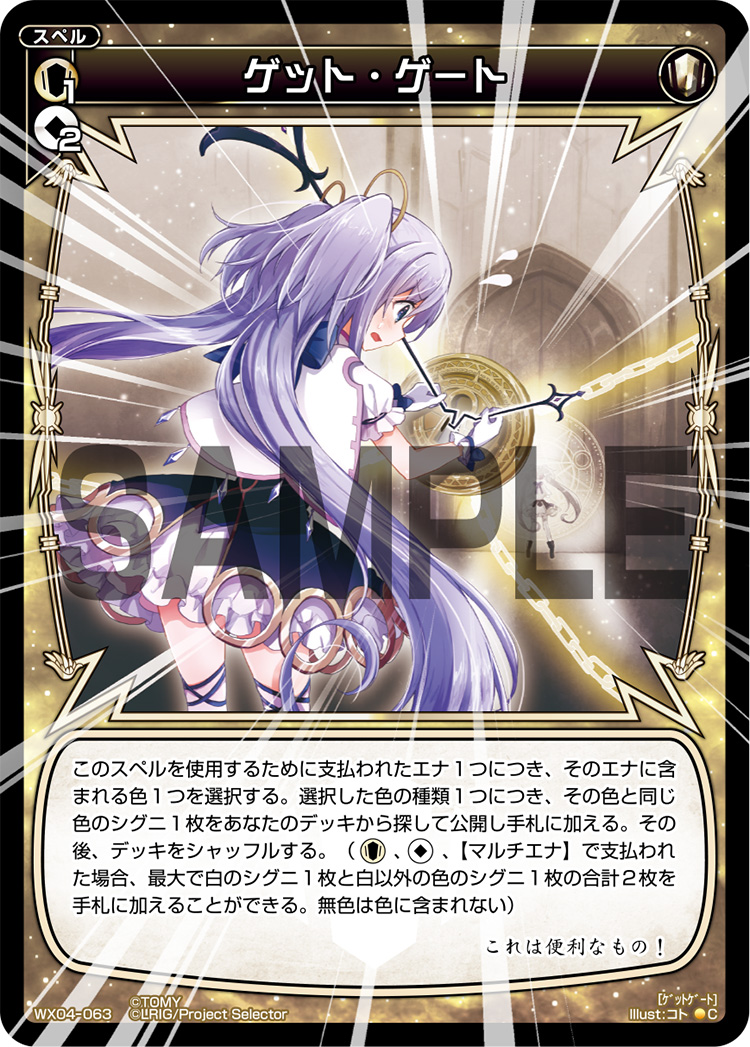 スペル
ゲット・ゲート
1
2
SAMPLE
このスペルを使用するために支払われたエナ1つにつき、そのエナに含
まれる色1つを選択する。選択した色の種類1つにつき、その色と同じ
色のシグニ1枚をあなたのデッキから探して公開し手札に加える。その
後、デッキをシャッフルする。（ 、 、【マルチエナ】で支払われ
た場合、最大で白のシグニ1枚と白以外の色のシグニ1枚の合計2枚を
手札に加えることができる。無色は色に含まれない）
これは便利なもの！
©TOMY
[ｹﾞｯﾄｹﾞｰﾄ]
WX04-063 ©LRIG/Project Selector
Illust:コト C